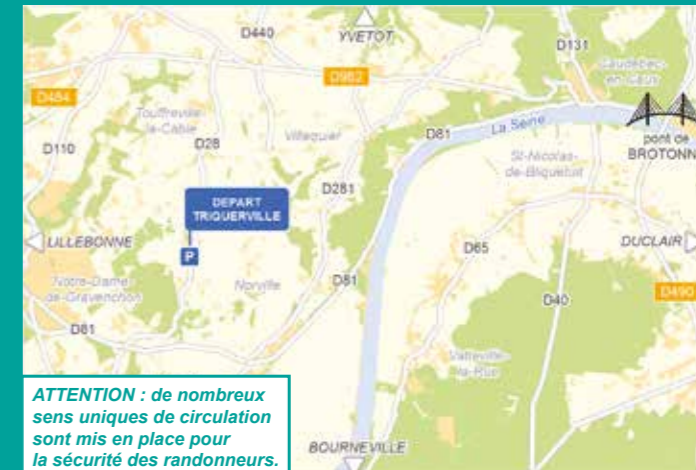 D440
YVETOT
D131
Caudebec-
en-Caux
D982
D484
Touffreville-
la-Cable
Villequier
D81
La Seine
pont de
BROTONN
D110
D28
St-Nicolas-
de-Bliquetuit
D281
DEPART
TRIQUERVILLE
LILLEBONNE
P
D65
DUCLAIR
Notre-Dame-
de-Gravenchon
Norville
D81
D490
D40
D81
Vatteville-
la-Rue
ATTENTION : de nombreux
sens uniques de circulation
sont mis en place pour
la sécurité des randonneurs.
BOURNEVILLE